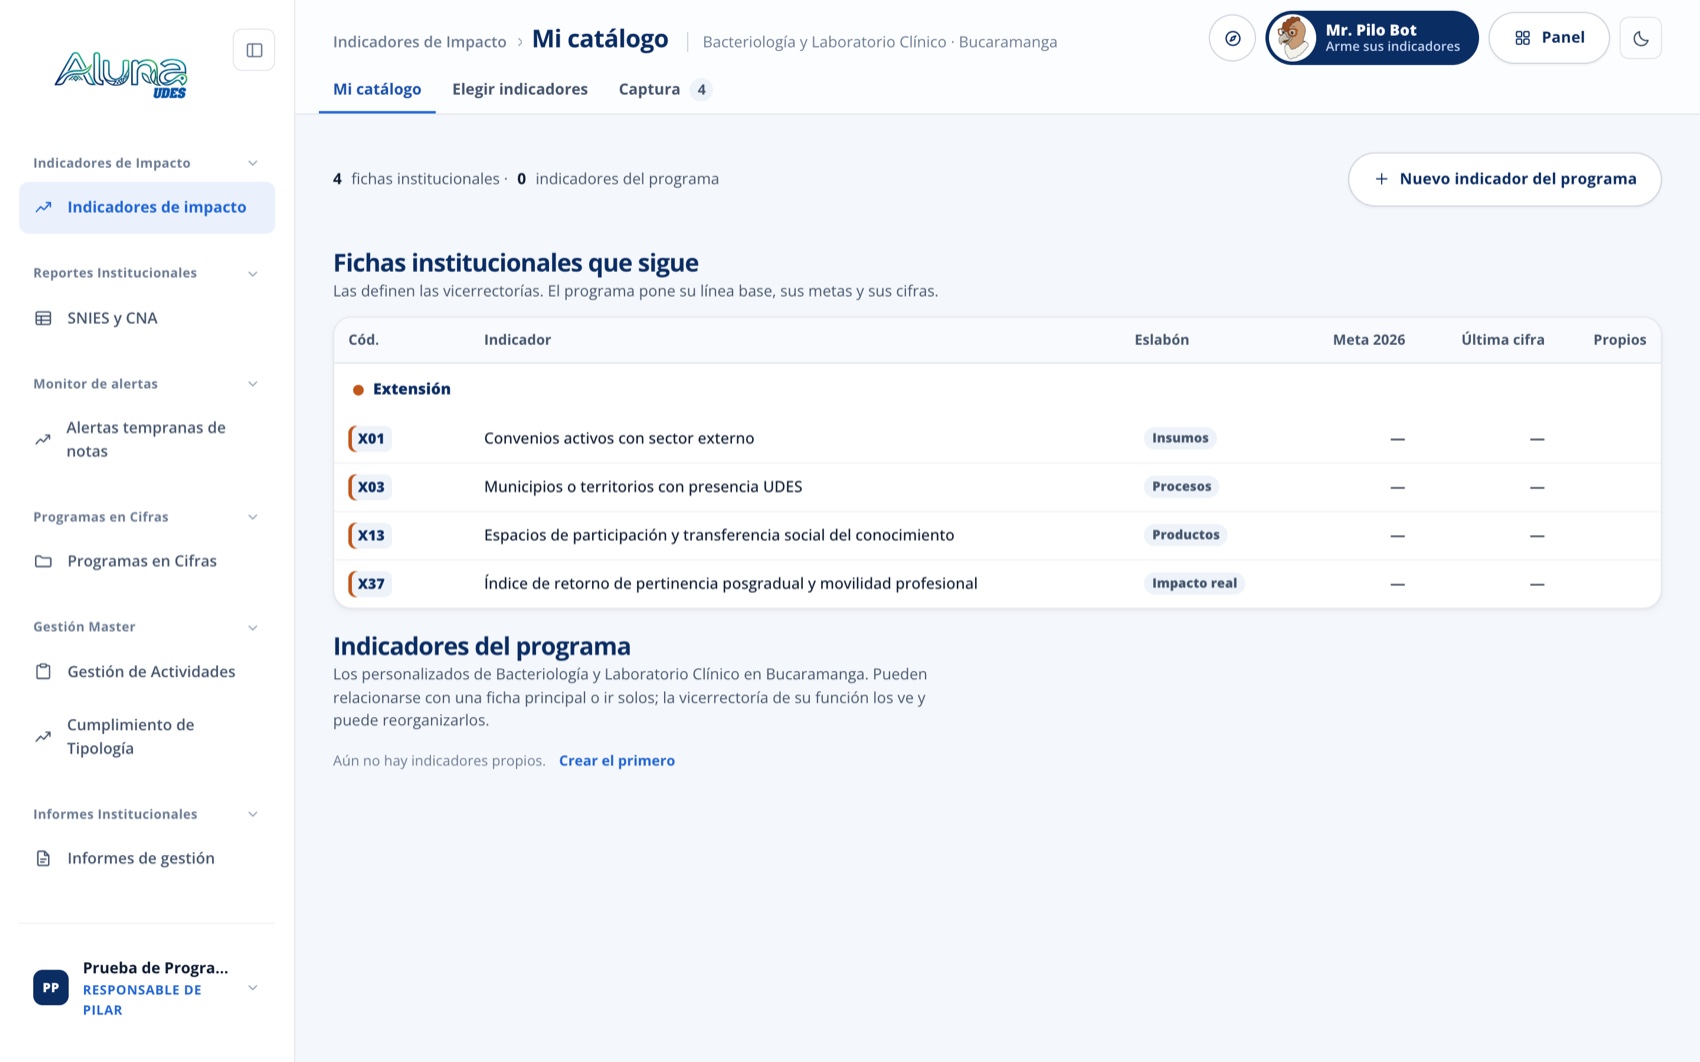 Aluna
UDES
Indicadores de Impacto
Indicadores de impacto
Reportes Institucionales
SNIES y CNA
Monitor de alertas
Alertas tempranas de
notas
Programas en Cifras
Programas en Cifras
Gestión Master
Gestión de Actividades
Cumplimiento de
Tipología
Informes Institucionales
Informes de gestión
PP
Prueba de Progra...
RESPONSABLE DE
PILAR
Indicadores de Impacto › Mi catálogo | Bacteriología y Laboratorio Clínico · Bucaramanga
Mr. Pilo Bot
Arme sus indicadores
Panel
Mi catálogo Elegir indicadores Captura 4
4 fichas institucionales · 0 indicadores del programa
+ Nuevo indicador del programa
Fichas institucionales que sigue
Las definen las vicerrectorías. El programa pone su línea base, sus metas y sus cifras.
Cód. Indicador Eslabón Meta 2026 Última cifra Propios
Extensión
X01 Convenios activos con sector externo Insumos — —
X03 Municipios o territorios con presencia UDES Procesos — —
X13 Espacios de participación y transferencia social del conocimiento Productos — —
X37 Índice de retorno de pertinencia posgradual y movilidad profesional Impacto real — —
Indicadores del programa
Los personalizados de Bacteriología y Laboratorio Clínico en Bucaramanga. Pueden
relacionarse con una ficha principal o ir solos; la vicerrectoría de su función los ve y
puede reorganizarlos.
Aún no hay indicadores propios. Crear el primero